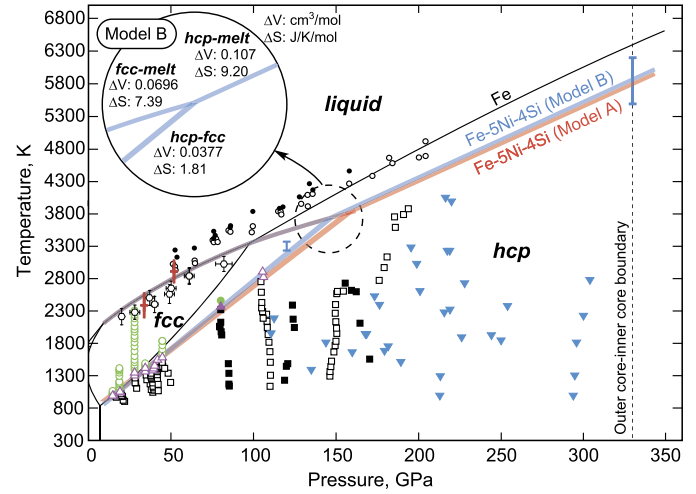 6800
6300
5800
5300
4800
4300
3800
3300
2800
2300
1800
1300
800
300
Temperature, K
Model B
ΔV: cm³/mol
ΔS: J/K/mol
hcp-melt
ΔV: 0.107
ΔS: 9.20
fcc-melt
ΔV: 0.0696
ΔS: 7.39
hcp-fcc
ΔV: 0.0377
ΔS: 1.81
liquid
Fe
Fe-5Ni-4Si (Model B)
Fe-5Ni-4Si (Model A)
hcp
fcc
Outer core-inner core boundary
0 50 100 150 200 250 300 350
Pressure, GPa